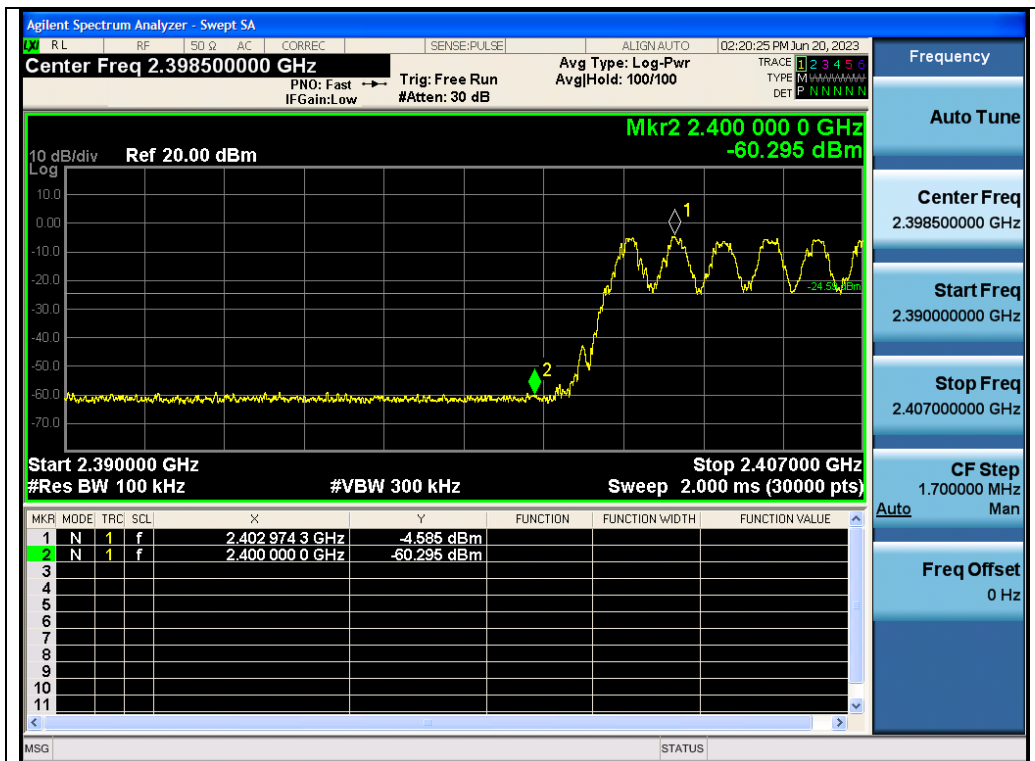 Agilent Spectrum Analyzer - Swept SA
LXI RL RF 50 Ω AC CORREC SENSE:PULSE ALIGN AUTO 02:20:25 PM Jun 20, 2023
Center Freq 2.398500000 GHz
PNO: Fast
IFGain:Low
Trig: Free Run
#Atten: 30 dB
Avg Type: Log-Pwr
Avg|Hold: 100/100
TRACE 1 2 3 4 5 6
TYPE M
DET P N N N N N
Mkr2 2.400 000 0 GHz
-60.295 dBm
10 dB/div Ref 20.00 dBm
Log
10.0
0.00
-10.0
-20.0
-30.0
-40.0
-50.0
-60.0
-70.0
1
2
-24.59 dBm
Start 2.390000 GHz Stop 2.407000 GHz
#Res BW 100 kHz #VBW 300 kHz Sweep 2.000 ms (30000 pts)
MKR MODE TRC SCL X Y FUNCTION FUNCTION WIDTH FUNCTION VALUE
1 N 1 f 2.402 974 3 GHz -4.585 dBm
2 N 1 f 2.400 000 0 GHz -60.295 dBm
3
4
5
6
7
8
9
10
11
MSG STATUS
Frequency
Auto Tune
Center Freq
2.398500000 GHz
Start Freq
2.390000000 GHz
Stop Freq
2.407000000 GHz
CF Step
1.700000 MHz
Auto Man
Freq Offset
0 Hz